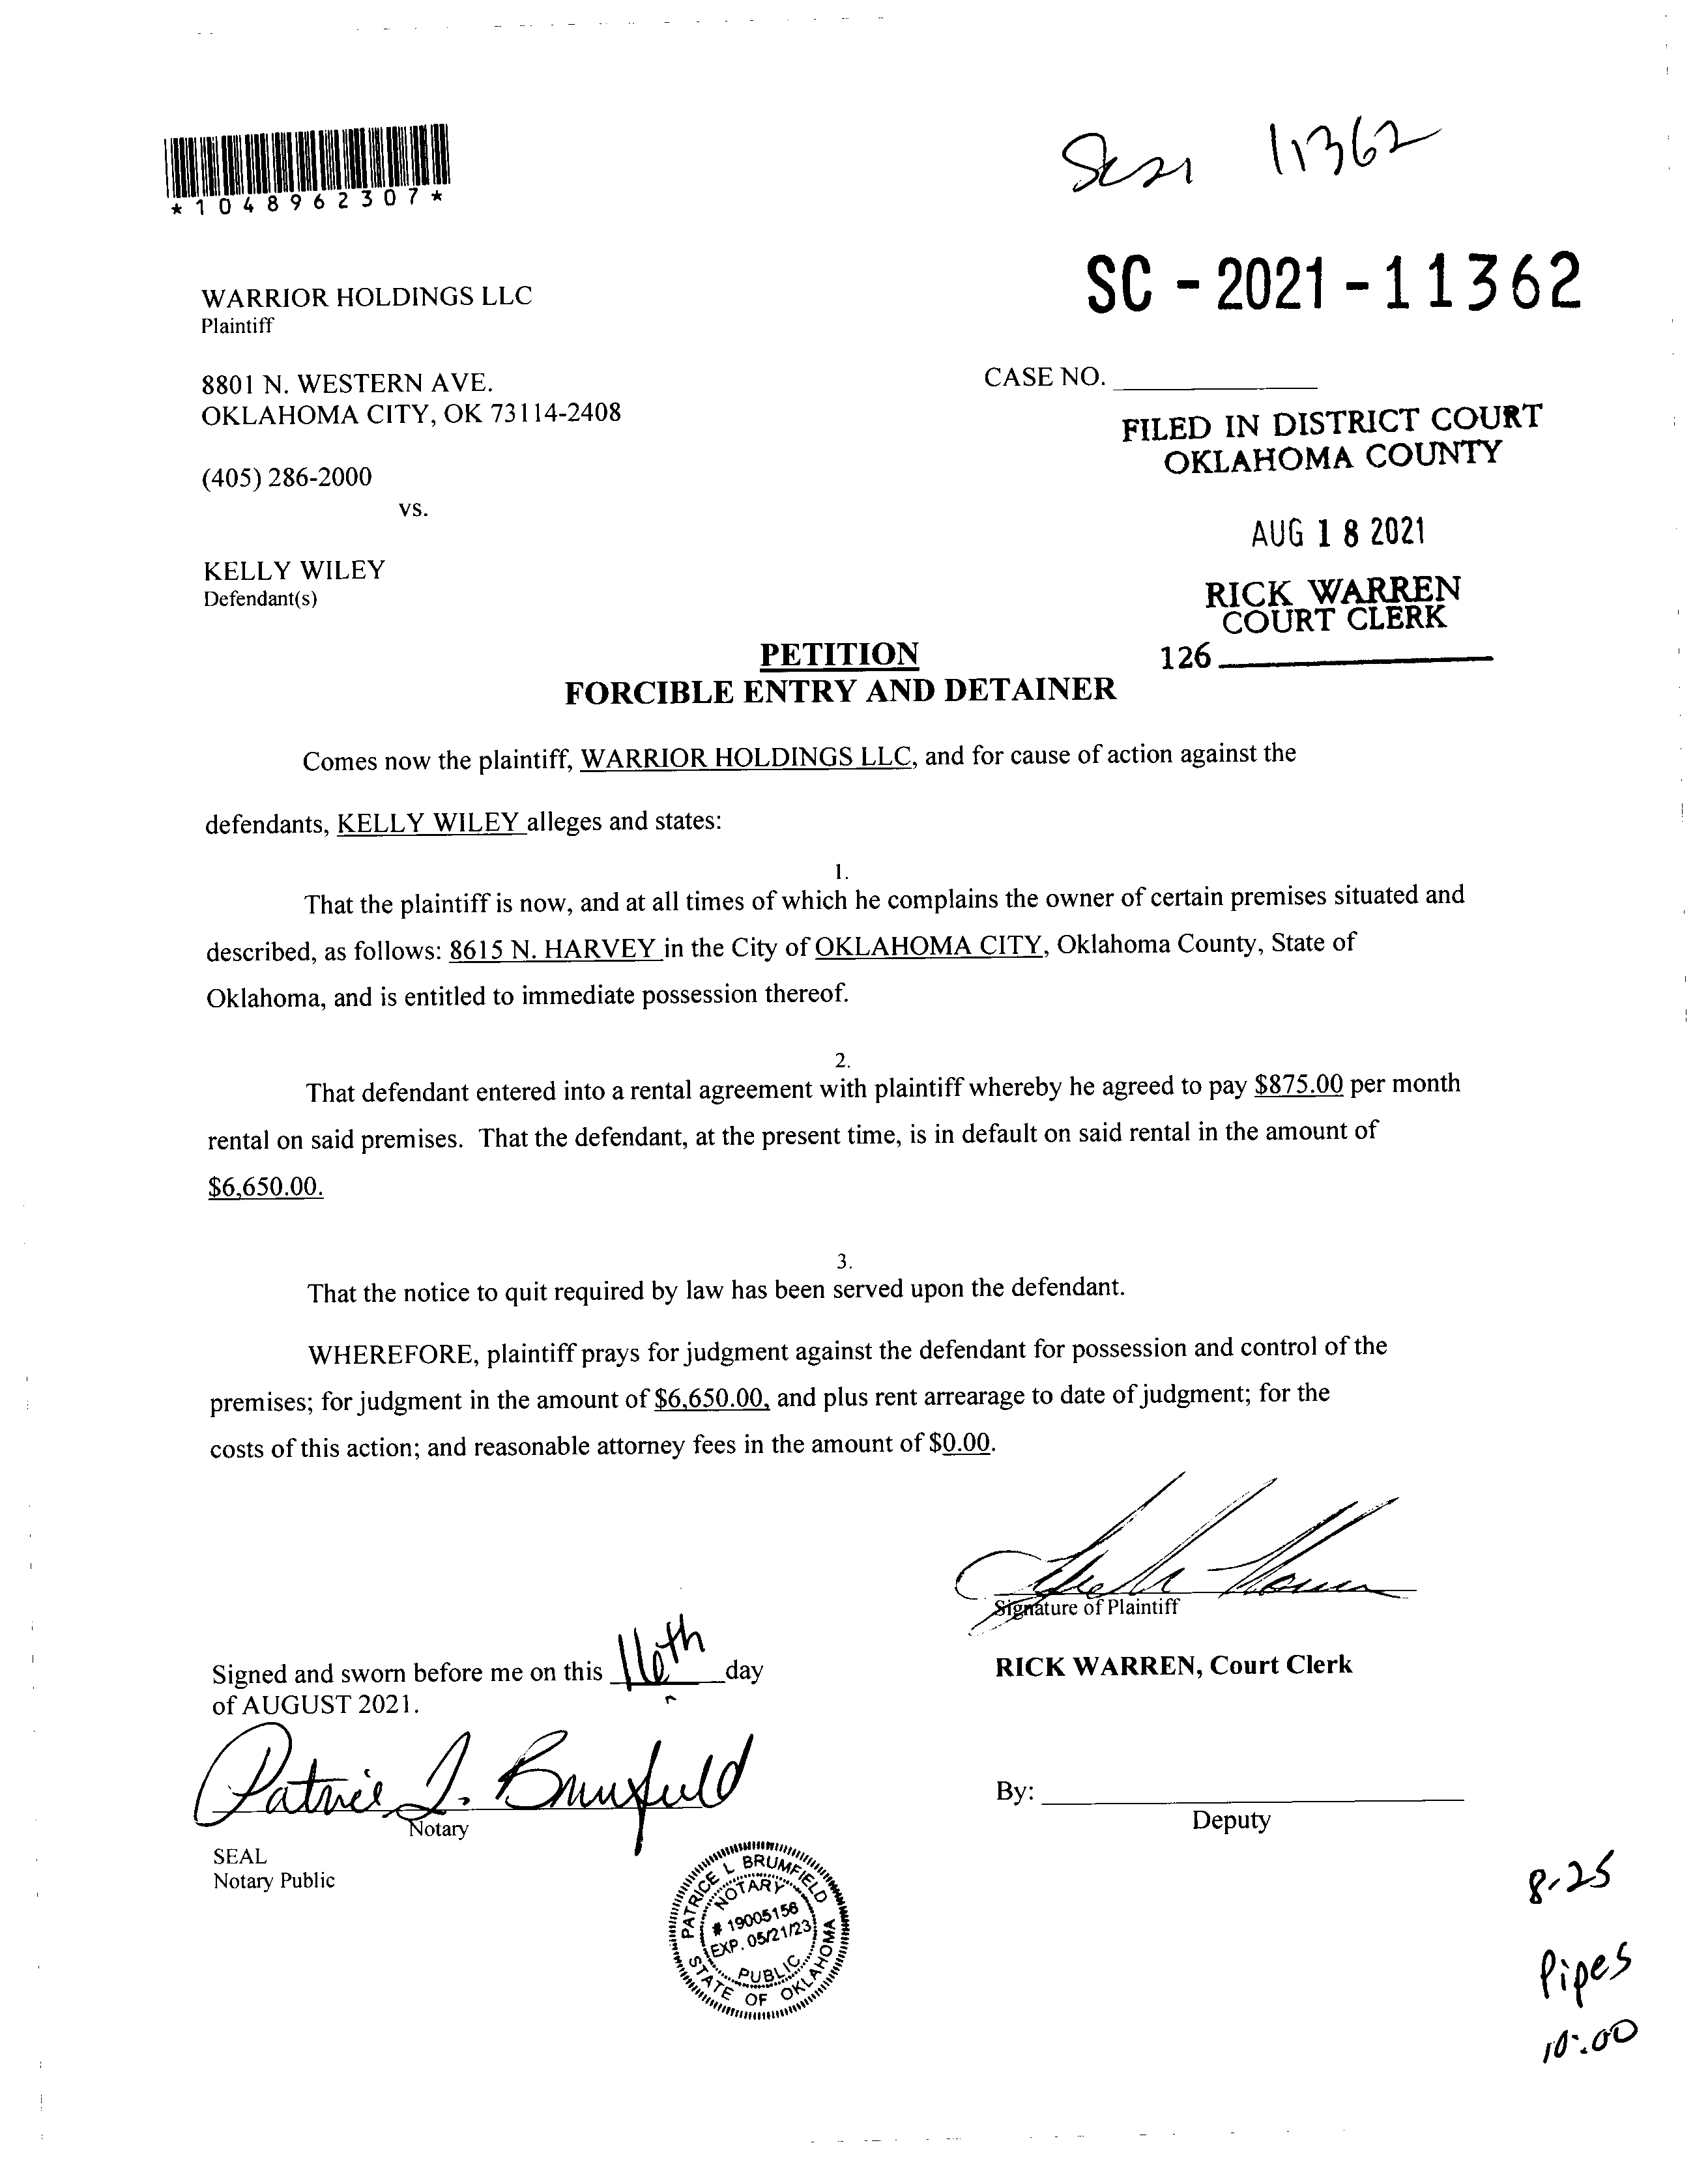 *1048962307*
SC21 11362
SC-2021-11362
WARRIOR HOLDINGS LLC
Plaintiff
8801 N. WESTERN AVE.
OKLAHOMA CITY, OK 73114-2408
CASE NO.
FILED IN DISTRICT COURT
OKLAHOMA COUNTY
(405) 286-2000
vs.
AUG 18 2021
KELLY WILEY
Defendant(s)
RICK WARREN
COURT CLERK
126
PETITION
FORCIBLE ENTRY AND DETAINER
Comes now the plaintiff, WARRIOR HOLDINGS LLC, and for cause of action against the
defendants, KELLY WILEY alleges and states:
1.
That the plaintiff is now, and at all times of which he complains the owner of certain premises situated and
described, as follows: 8615 N. HARVEY in the City of OKLAHOMA CITY, Oklahoma County, State of
Oklahoma, and is entitled to immediate possession thereof.
2.
That defendant entered into a rental agreement with plaintiff whereby he agreed to pay $875.00 per month
rental on said premises. That the defendant, at the present time, is in default on said rental in the amount of
$6,650.00.
3.
That the notice to quit required by law has been served upon the defendant.
WHEREFORE, plaintiff prays for judgment against the defendant for possession and control of the
premises; for judgment in the amount of $6,650.00, and plus rent arrearage to date of judgment; for the
costs of this action; and reasonable attorney fees in the amount of $0.00.
Signature of Plaintiff
Signed and sworn before me on this 16th day
of AUGUST 2021.
RICK WARREN, Court Clerk
Patrice L. Brumfield
Notary
SEAL
Notary Public
By:
Deputy
PATRICE L BRUMFIELD
NOTARY
# 19005156
EXP. 05/21/23
PUBLIC
STATE OF OKLAHOMA
8-25
Pipes
10:00